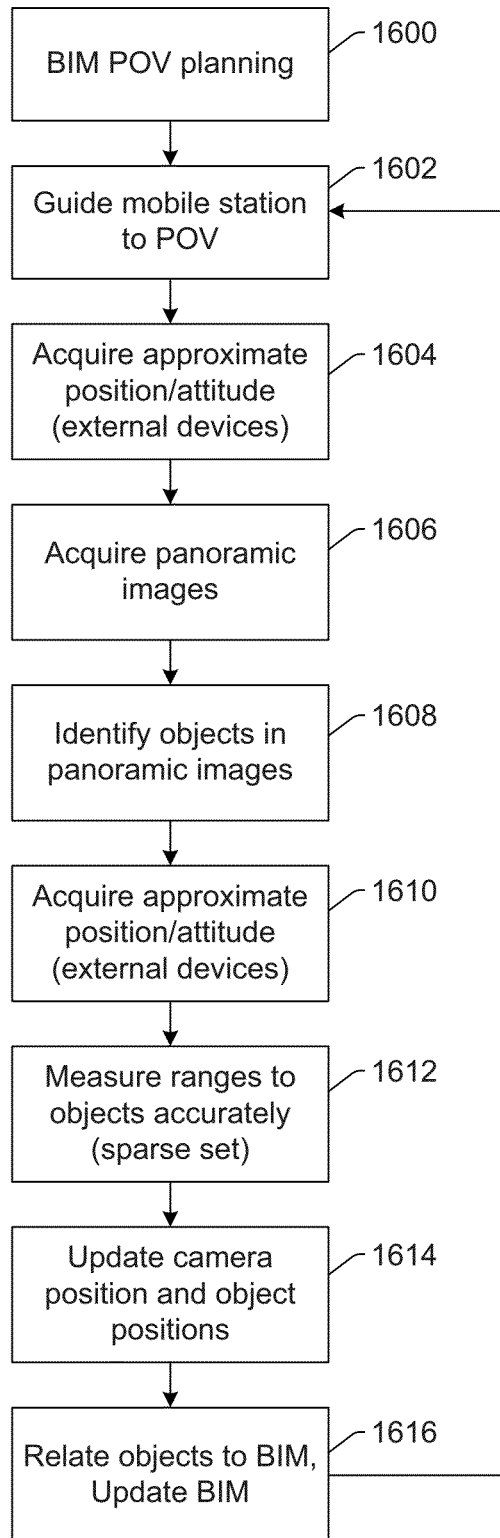 1600
BIM POV planning
1602
Guide mobile station
to POV
1604
Acquire approximate
position/attitude
(external devices)
1606
Acquire panoramic
images
1608
Identify objects in
panoramic images
1610
Acquire approximate
position/attitude
(external devices)
1612
Measure ranges to
objects accurately
(sparse set)
1614
Update camera
position and object
positions
1616
Relate objects to BIM,
Update BIM